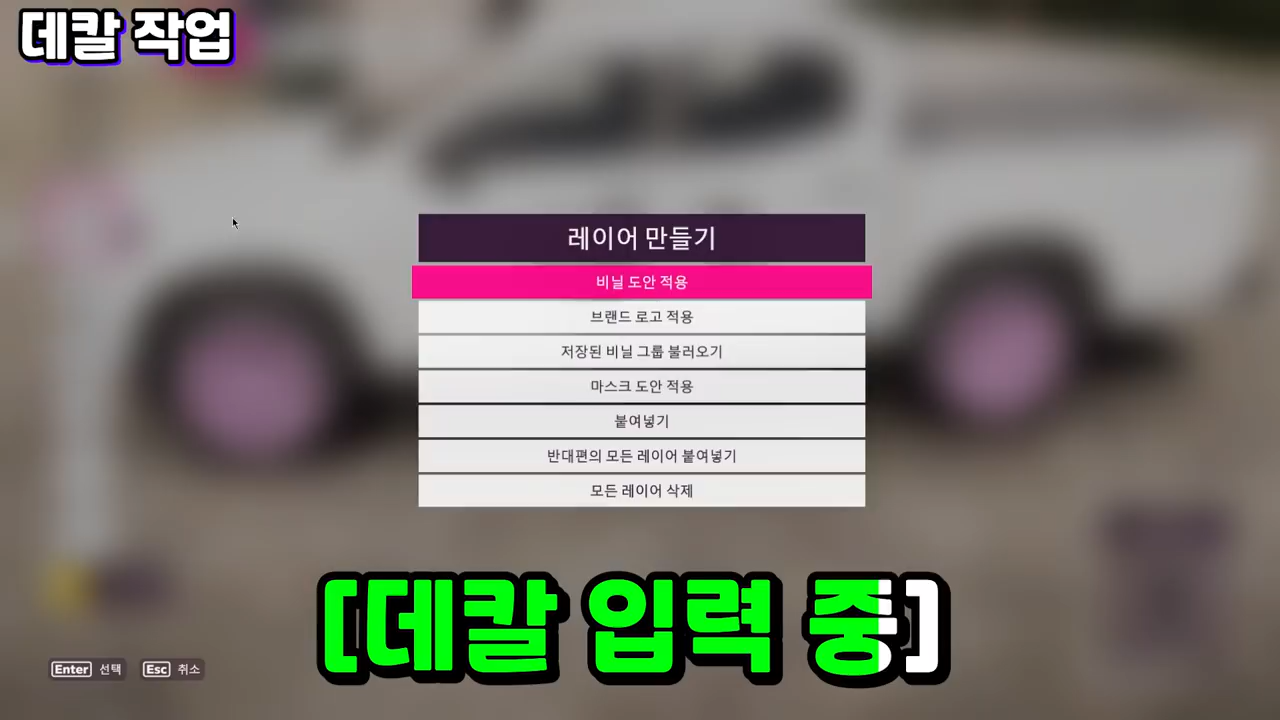 데칼 작업
레이어 만들기
비닐 도안 적용
브랜드 로고 적용
저장된 비닐 그룹 불러오기
마스크 도안 적용
붙여넣기
반대편의 모든 레이어 붙여넣기
모든 레이어 삭제
[데칼 입력 중]
Enter 선택 Esc 취소